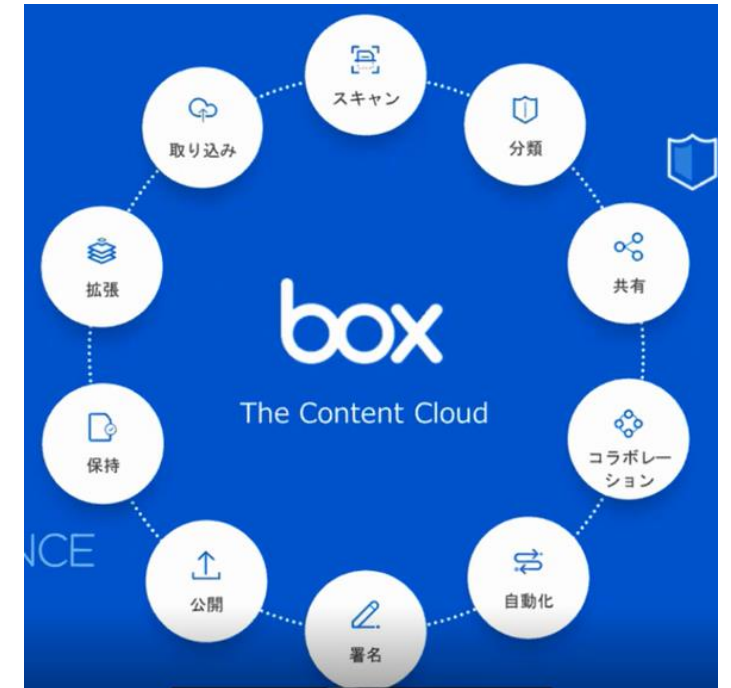 スキャン
分類
共有
コラボレー
ション
自動化
署名
公開
保持
拡張
取り込み
box
The Content Cloud
NCE